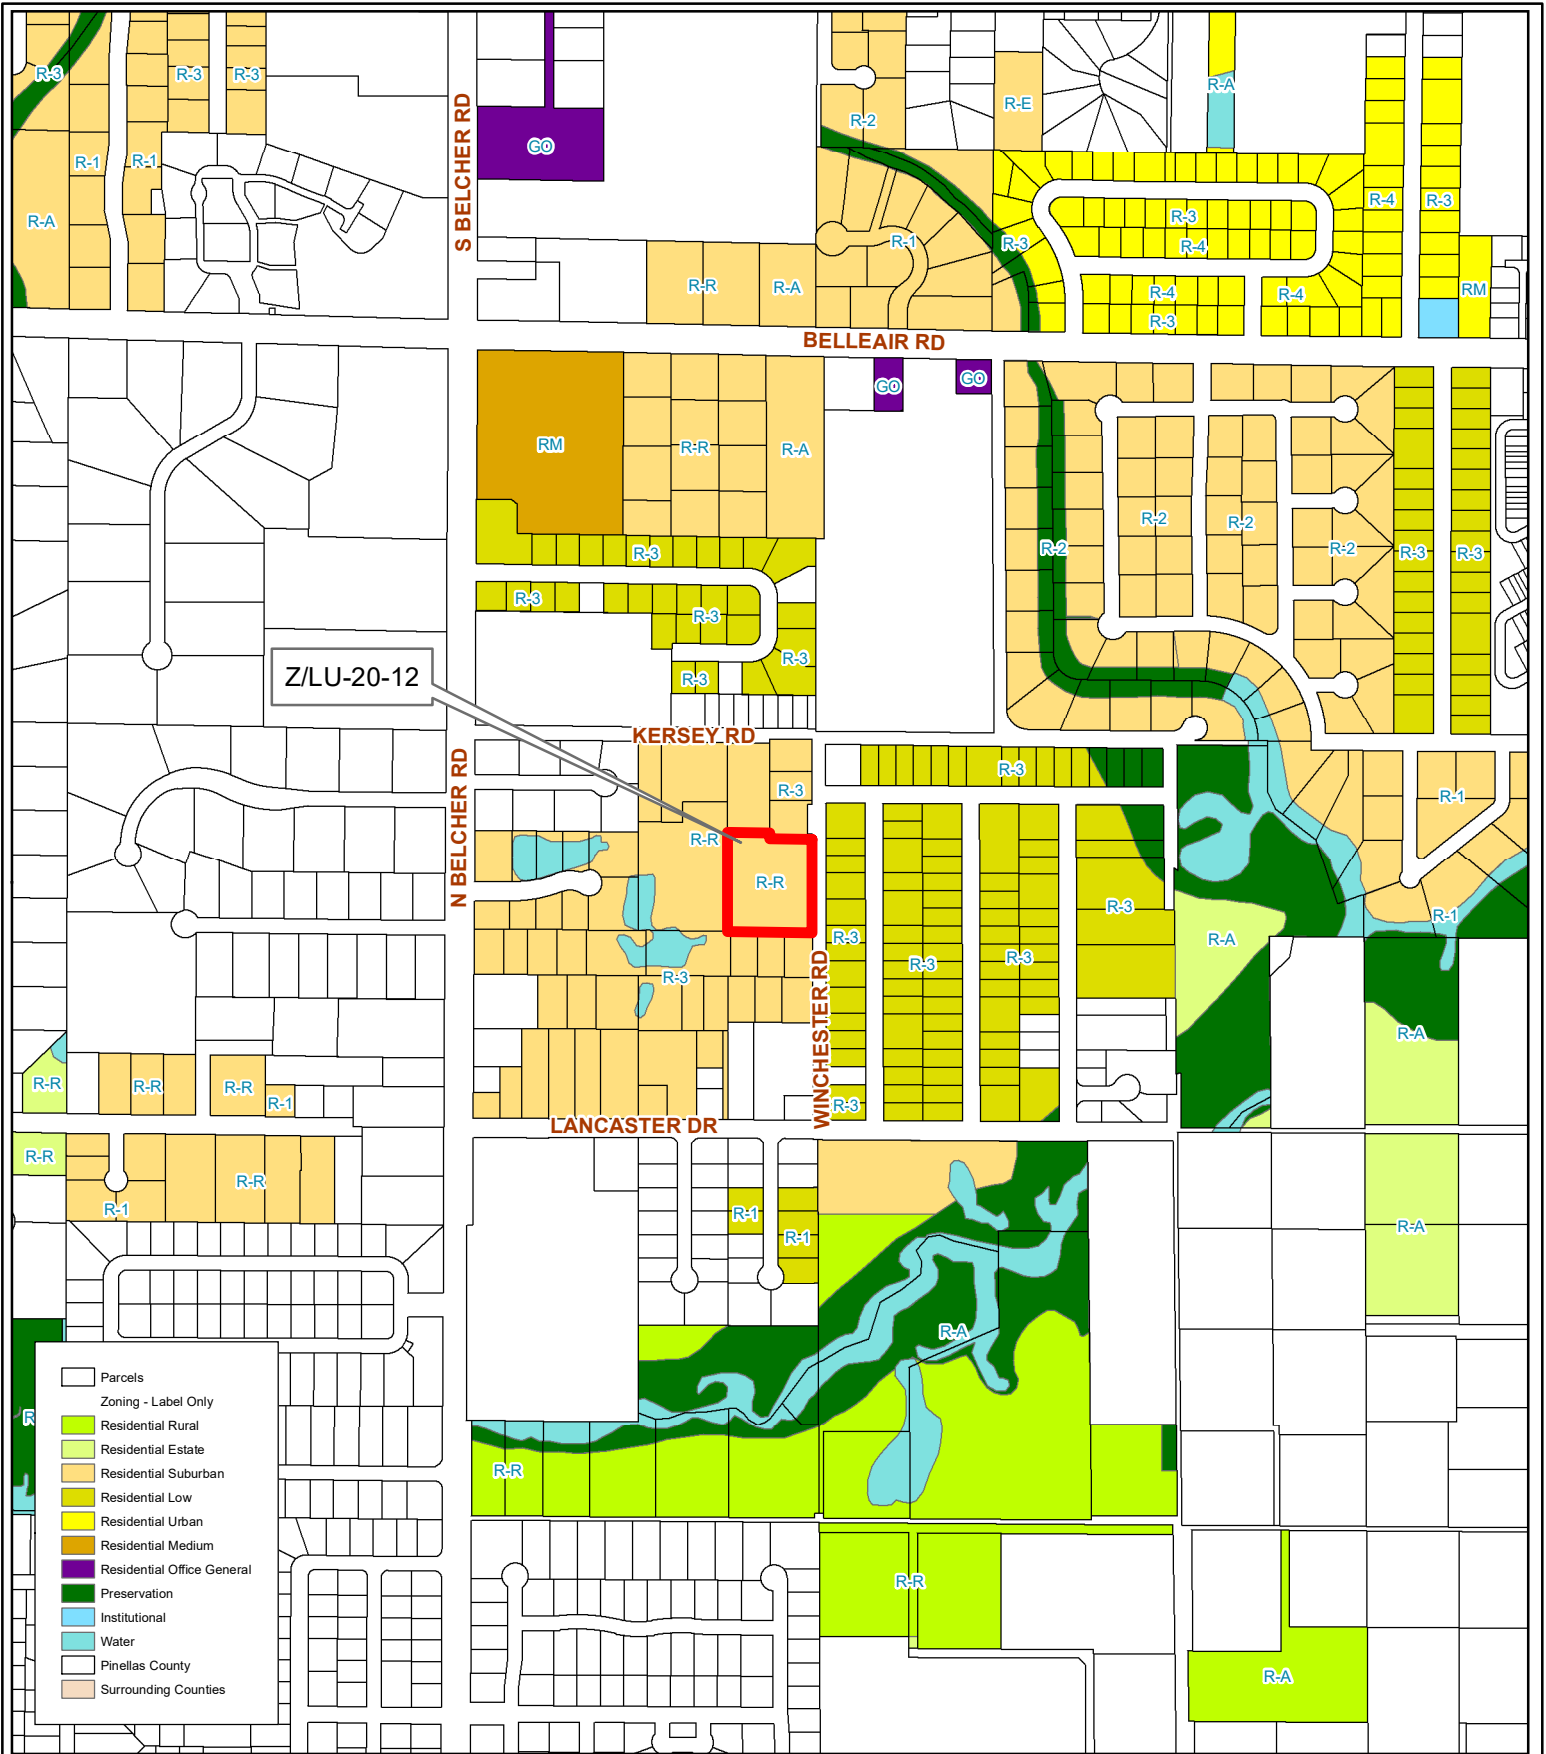 R-3
R-3
R-3
R-1
R-1
R-A
S BELCHER RD
GO
R-2
R-E
R-A
R-3
R-4
R-4
R-3
R-1
R-3
R-R
R-A
R-4
R-4
R-3
RM
BELLEAIR RD
GO
GO
RM
R-R
R-A
R-3
R-3
R-3
R-3
R-3
R-2
R-2
R-2
R-2
R-3
R-3
Z/LU-20-12
KERSEY RD
N BELCHER RD
R-3
R-R
R-R
R-3
R-3
R-3
R-3
R-3
R-3
R-1
R-1
R-A
R-A
WINCHESTER RD
R-3
R-R
R-R
R-R
R-1
LANCASTER DR
R-R
R-R
R-1
R-1
R-1
R-A
R-A
R-R
R-R
R-A
R
Parcels
Zoning - Label Only
Residential Rural
Residential Estate
Residential Suburban
Residential Low
Residential Urban
Residential Medium
Residential Office General
Preservation
Institutional
Water
Pinellas County
Surrounding Counties